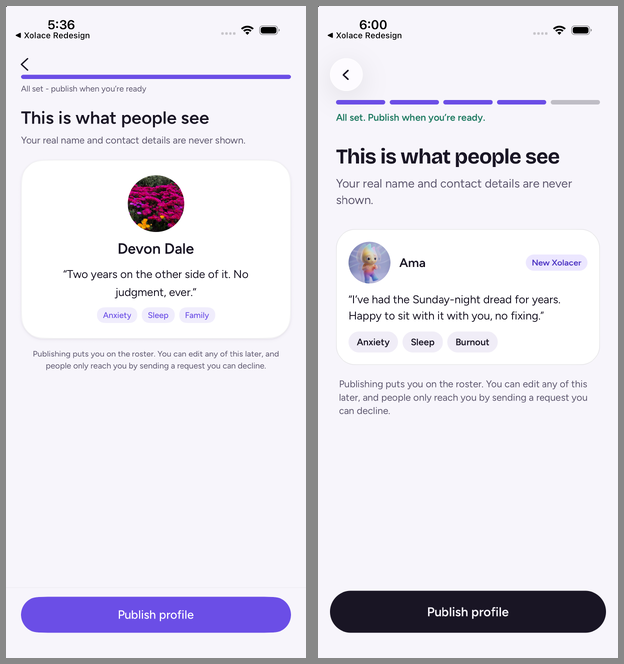 5:36
◀ Xolace Redesign
All set - publish when you're ready
This is what people see
Your real name and contact details are never shown.
Devon Dale
“Two years on the other side of it. No
judgment, ever.”
Anxiety Sleep Family
Publishing puts you on the roster. You can edit any of this later, and
people only reach you by sending a request you can decline.
Publish profile
6:00
◀ Xolace Redesign
All set. Publish when you're ready.
This is what people see
Your real name and contact details are never
shown.
Ama
New Xolacer
“I've had the Sunday-night dread for years.
Happy to sit with it with you, no fixing.”
Anxiety Sleep Burnout
Publishing puts you on the roster. You can edit any of this
later, and people only reach you by sending a request you
can decline.
Publish profile